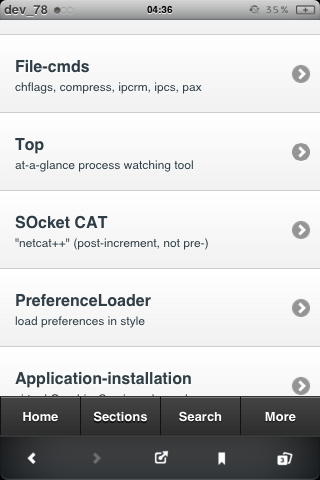 dev_78 04:36 35%
File-cmds
chflags, compress, ipcrm, ipcs, pax
Top
at-a-glance process watching tool
SOcket CAT
"netcat++" (post-increment, not pre-)
PreferenceLoader
load preferences in style
Application-installation
Home Sections Search More
3